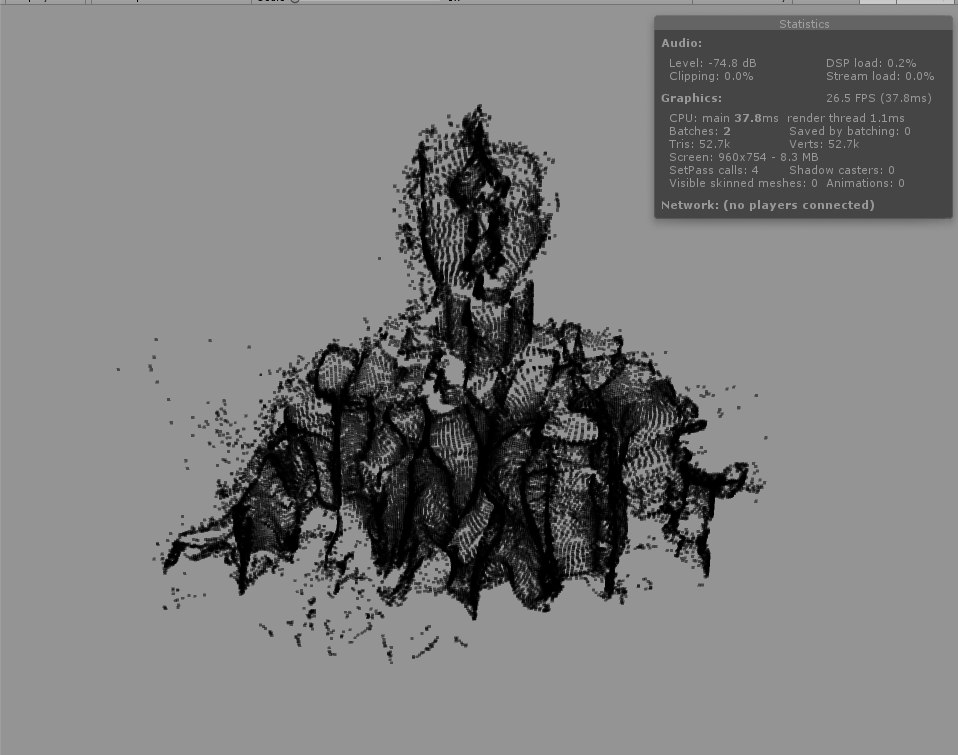 Statistics
Audio:
Level: -74.8 dB DSP load: 0.2%
Clipping: 0.0% Stream load: 0.0%
Graphics: 26.5 FPS (37.8ms)
CPU: main 37.8ms render thread 1.1ms
Batches: 2 Saved by batching: 0
Tris: 52.7k Verts: 52.7k
Screen: 960x754 - 8.3 MB
SetPass calls: 4 Shadow casters: 0
Visible skinned meshes: 0 Animations: 0
Network: (no players connected)